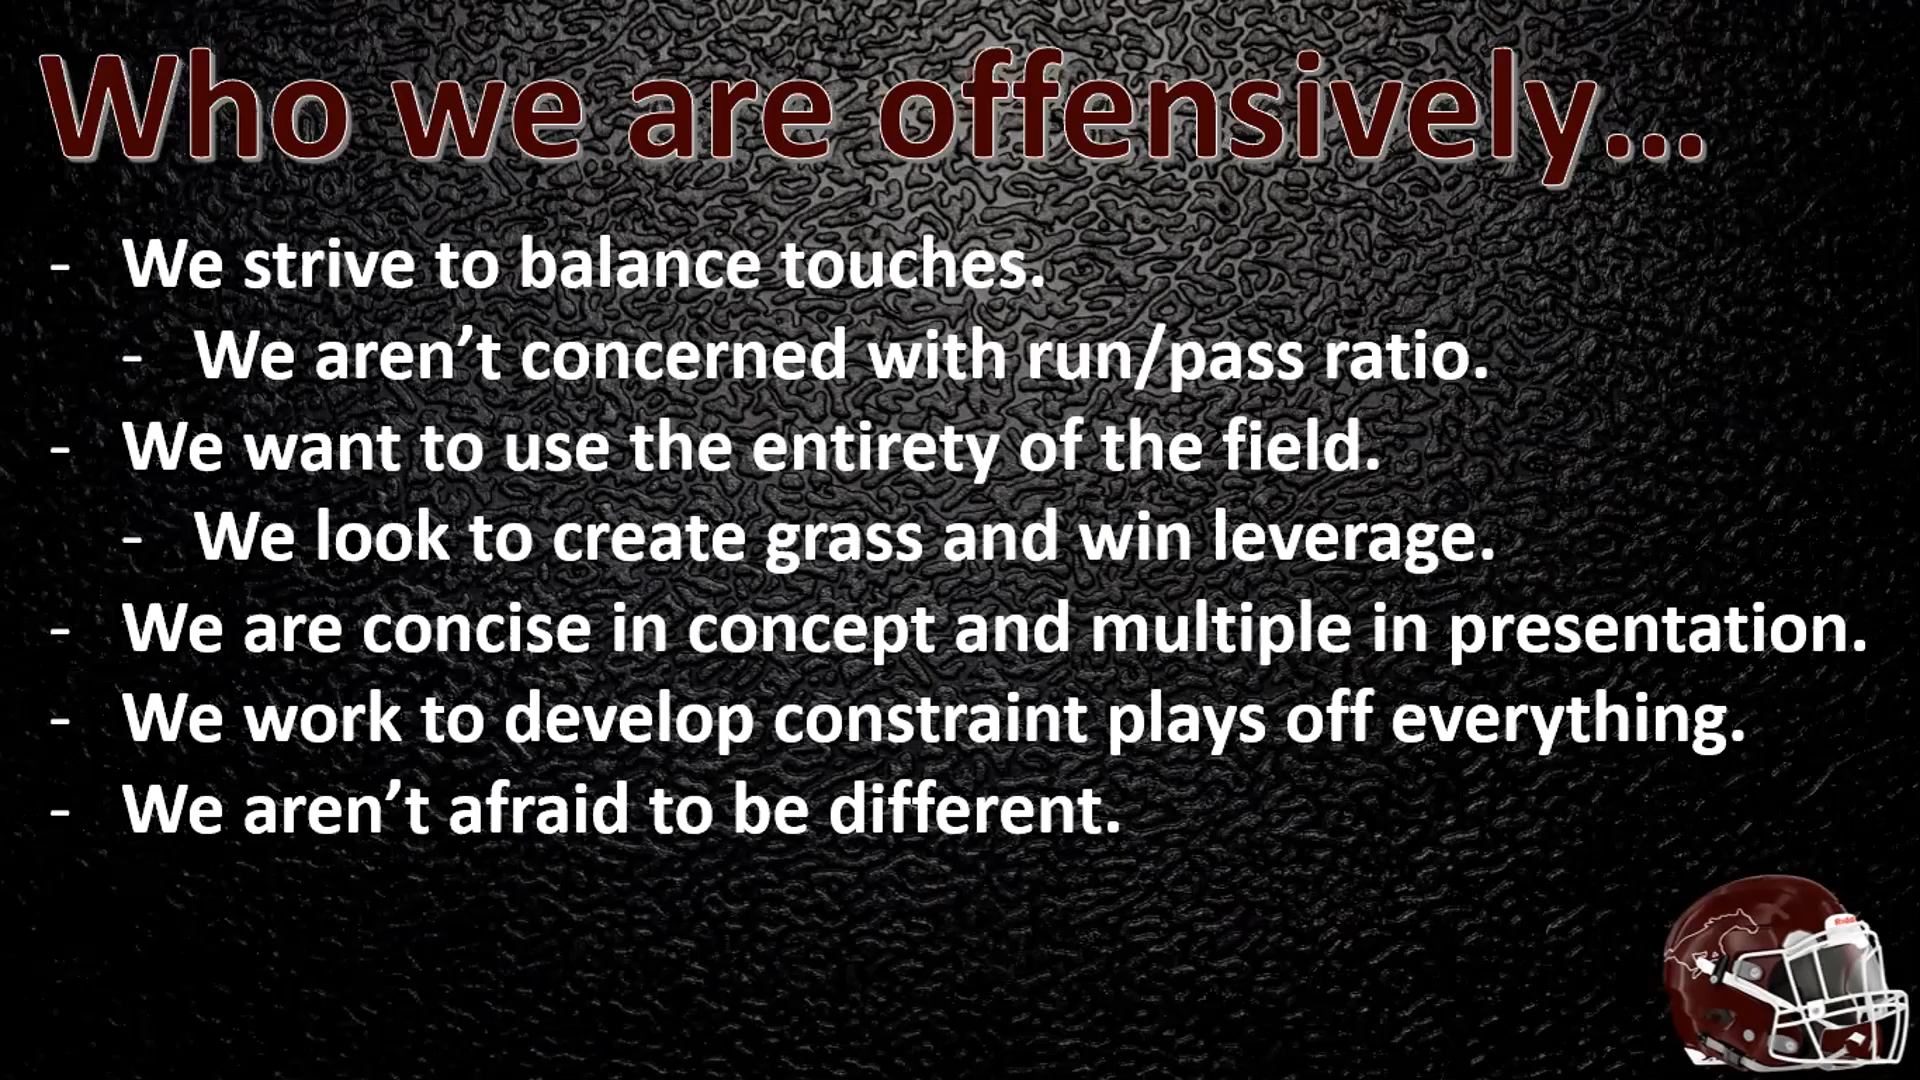 Who we are offensively...
- We strive to balance touches.
- We aren’t concerned with run/pass ratio.
- We want to use the entirety of the field.
- We look to create grass and win leverage.
- We are concise in concept and multiple in presentation.
- We work to develop constraint plays off everything.
- We aren’t afraid to be different.